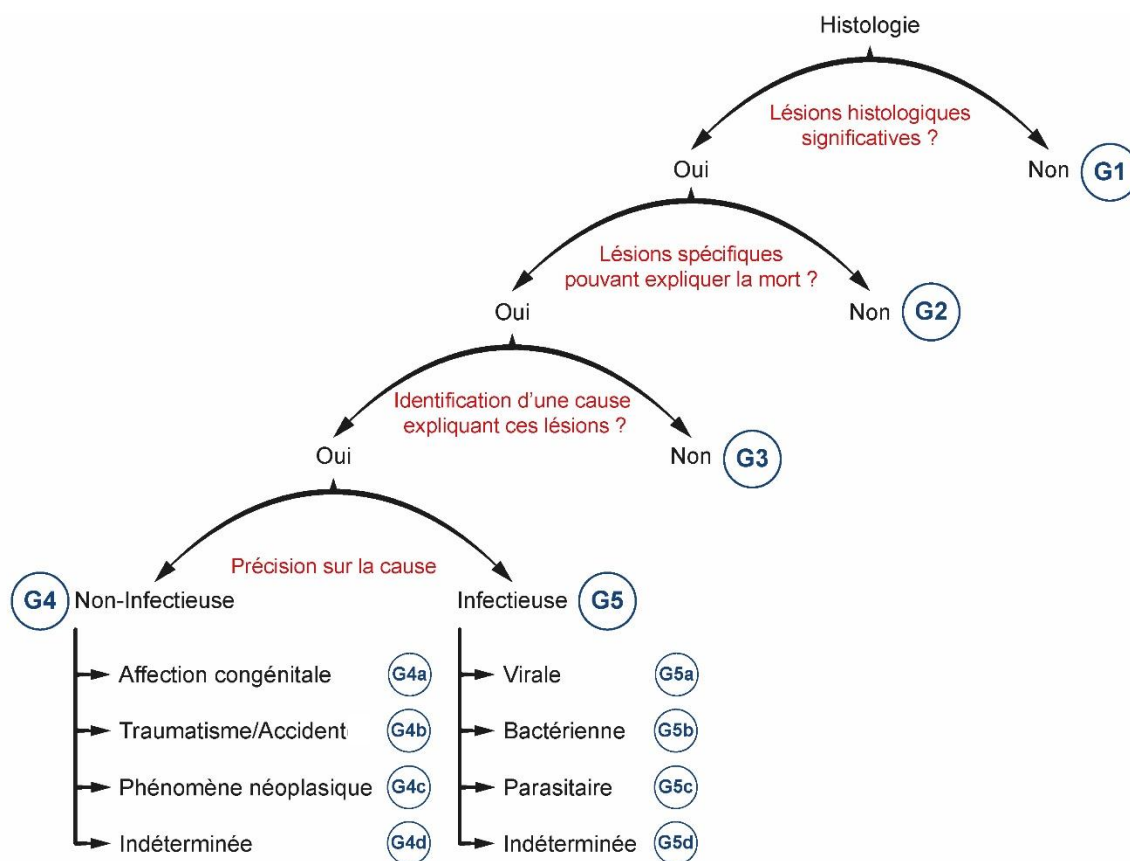 Histologie
Lésions histologiques
significatives ?
Oui
Non G1
Lésions spécifiques
pouvant expliquer la mort ?
Oui
Non G2
Identification d’une cause
expliquant ces lésions ?
Oui
Non G3
Précision sur la cause
G4 Non-Infectieuse
Infectieuse G5
Affection congénitale G4a
Virale G5a
Traumatisme/Accident G4b
Bactérienne G5b
Phénomène néoplasique G4c
Parasitaire G5c
Indéterminée G4d
Indéterminée G5d